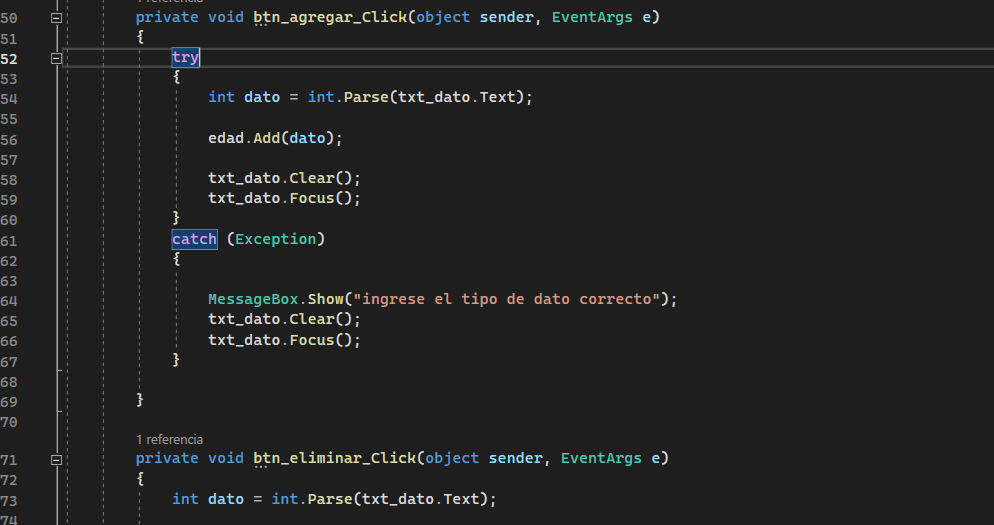 1 referencia
50 private void btn_agregar_Click(object sender, EventArgs e)
51 {
52 try
53 {
54 int dato = int.Parse(txt_dato.Text);
55
56 edad.Add(dato);
57
58 txt_dato.Clear();
59 txt_dato.Focus();
60 }
61 catch (Exception)
62 {
63
64 MessageBox.Show("ingrese el tipo de dato correcto");
65 txt_dato.Clear();
66 txt_dato.Focus();
67 }
68
69 }
70
1 referencia
71 private void btn_eliminar_Click(object sender, EventArgs e)
72 {
73 int dato = int.Parse(txt_dato.Text);
74